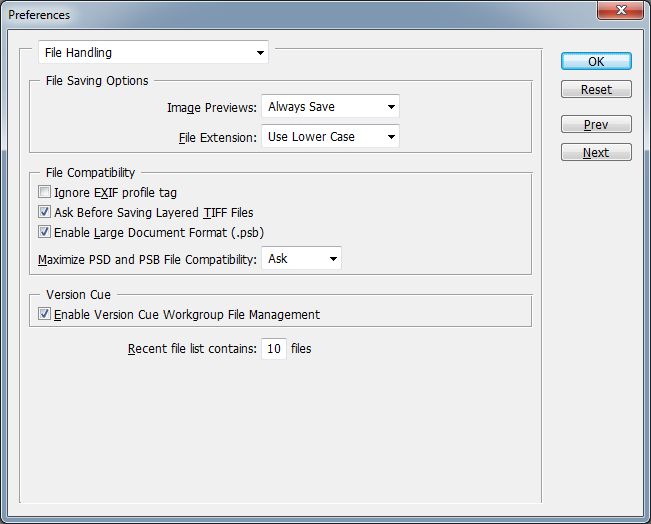 Preferences
File Handling
OK
Reset
Prev
Next
File Saving Options
Image Previews: Always Save
File Extension: Use Lower Case
File Compatibility
Ignore EXIF profile tag
Ask Before Saving Layered TIFF Files
Enable Large Document Format (.psb)
Maximize PSD and PSB File Compatibility: Ask
Version Cue
Enable Version Cue Workgroup File Management
Recent file list contains: 10 files